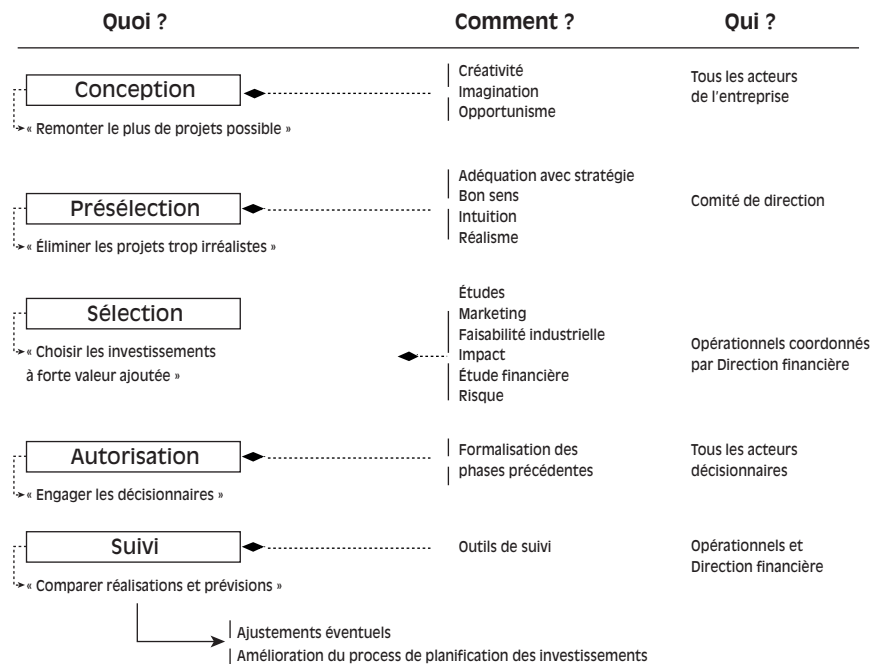 Quoi ? Comment ? Qui ?
Conception
« Remonter le plus de projets possible »
Créativité
Imagination
Opportunisme
Tous les acteurs
de l'entreprise
Présélection
« Éliminer les projets trop irréalistes »
Adéquation avec stratégie
Bon sens
Intuition
Réalisme
Comité de direction
Sélection
« Choisir les investissements
à forte valeur ajoutée »
Études
Marketing
Faisabilité industrielle
Impact
Étude financière
Risque
Opérationnels coordonnés
par Direction financière
Autorisation
« Engager les décisionnaires »
Formalisation des
phases précédentes
Tous les acteurs
décisionnaires
Suivi
« Comparer réalisations et prévisions »
Outils de suivi
Opérationnels et
Direction financière
Ajustements éventuels
Amélioration du process de planification des investissements